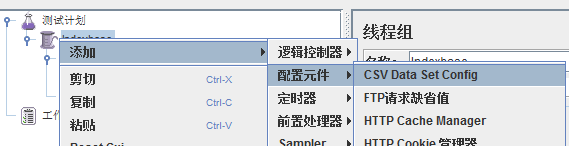 测试计划
线程组
添加
逻辑控制器
剪切 Ctrl-X
配置元件
CSV Data Set Config
复制 Ctrl-C
定时器
FTP请求缺省值
粘贴 Ctrl-V
前置处理器
HTTP Cache Manager
Sampler
HTTP Cookie 管理器